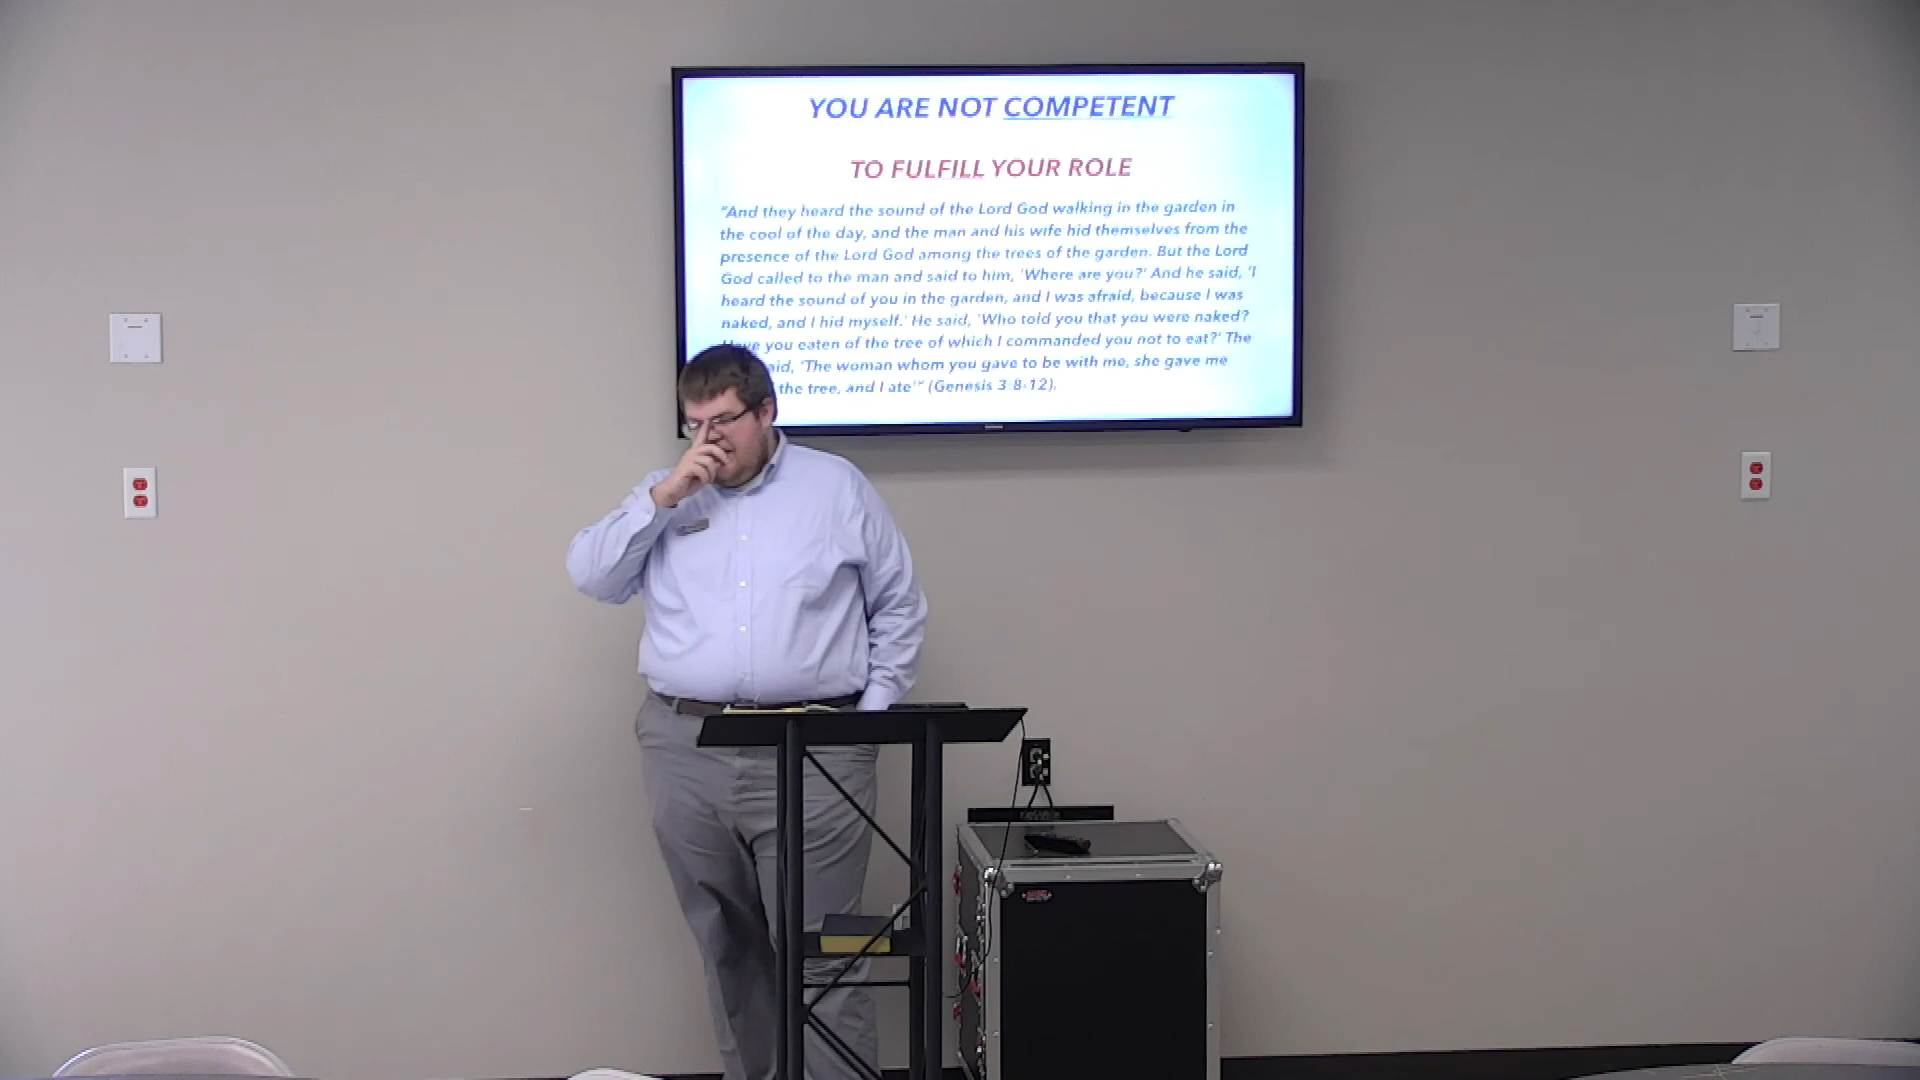 YOU ARE NOT COMPETENT
TO FULFILL YOUR ROLE
"And they heard the sound of the Lord God walking in the garden in
the cool of the day, and the man and his wife hid themselves from the
presence of the Lord God among the trees of the garden. But the Lord
God called to the man and said to him, 'Where are you?' And he said, 'I
heard the sound of you in the garden, and I was afraid, because I was
naked, and I hid myself.' He said, 'Who told you that you were naked?
you eaten of the tree of which I commanded you not to eat?' The
'The woman whom you gave to be with me, she gave me
the tree, and I ate'" (Genesis 3:8-12).